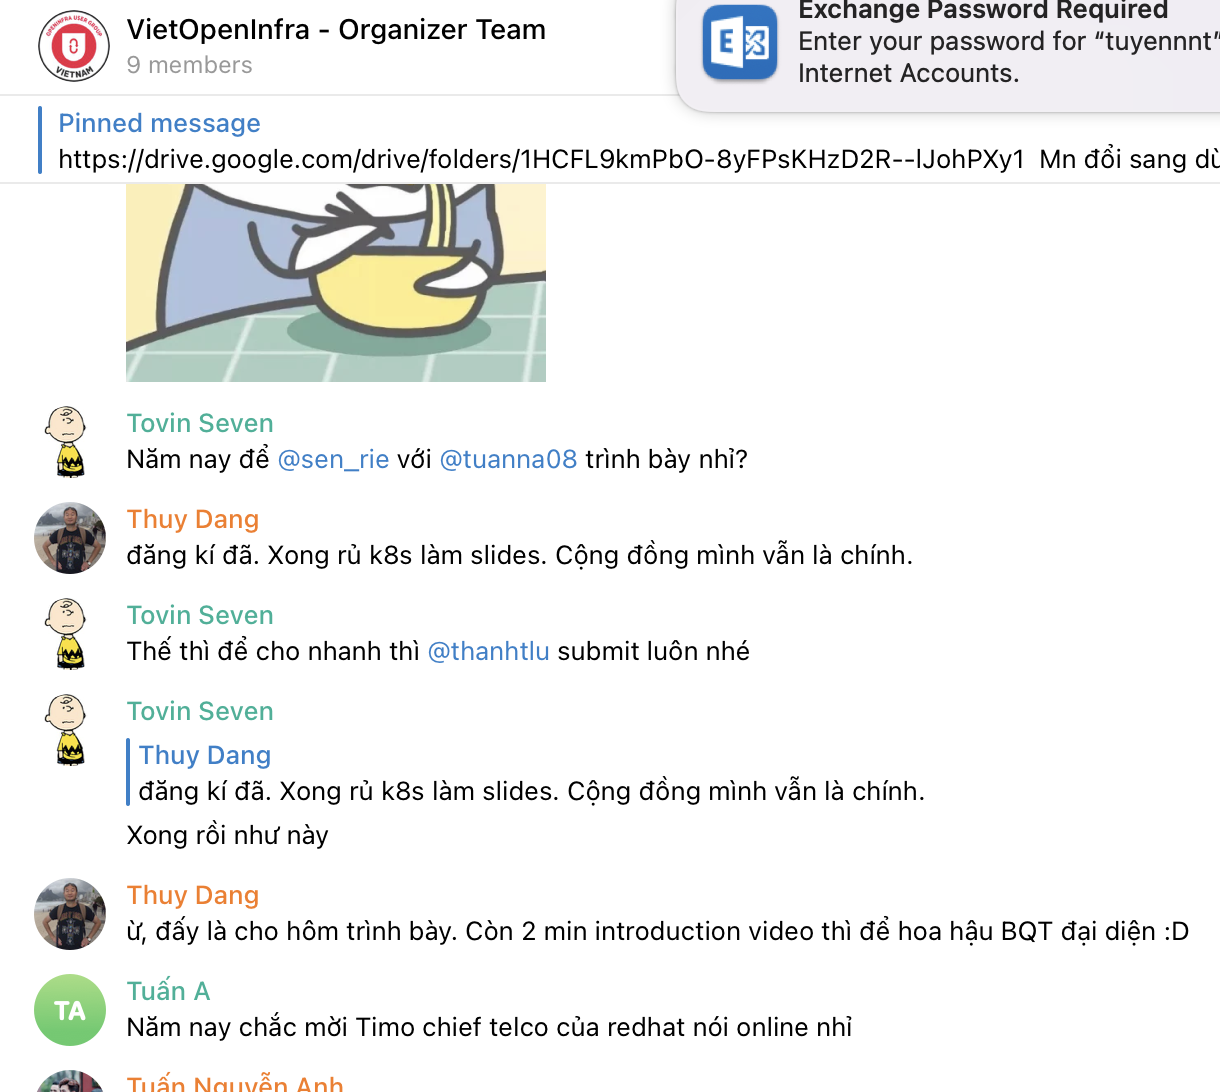 OPENINFRA USER GROUP
VIETNAM
VietOpenInfra - Organizer Team
9 members
Exchange Password Required
Enter your password for “tuyennnt”
Internet Accounts.
Pinned message
https://drive.google.com/drive/folders/1HCFL9kmPbO-8yFPsKHzD2R--lJohPXy1 Mn đổi sang dù
Tovin Seven
Năm nay để @sen_rie với @tuanna08 trình bày nhỉ?
Thuy Dang
đăng kí đã. Xong rủ k8s làm slides. Cộng đồng mình vẫn là chính.
Tovin Seven
Thế thì để cho nhanh thì @thanhtlu submit luôn nhé
Tovin Seven
Thuy Dang
đăng kí đã. Xong rủ k8s làm slides. Cộng đồng mình vẫn là chính.
Xong rồi như này
Thuy Dang
ừ, đấy là cho hôm trình bày. Còn 2 min introduction video thì để hoa hậu BQT đại diện :D
TA
Tuấn A
Năm nay chắc mời Timo chief telco của redhat nói online nhỉ
Tuấn Nguyễn Anh